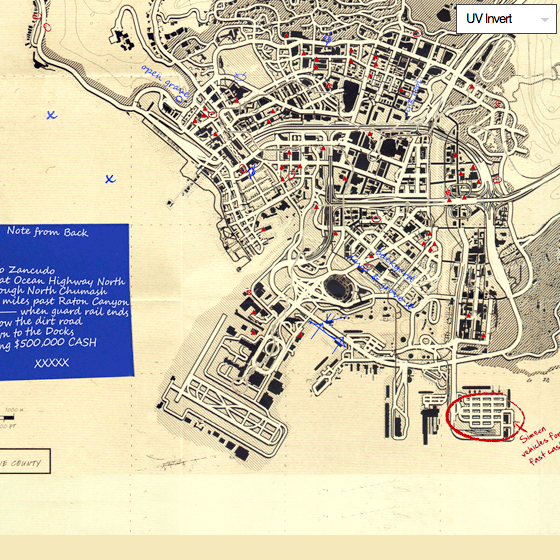 UV Invert
open grave
Note from Back
Zancudo
at Ocean Highway North
ough North Chumash
miles past Raton Canyon
when guard rail ends
ow the dirt road
wn to the Docks
ng $500,000 CASH
XXXXX
COUNTY
Simeon
vehicles for
fast cas